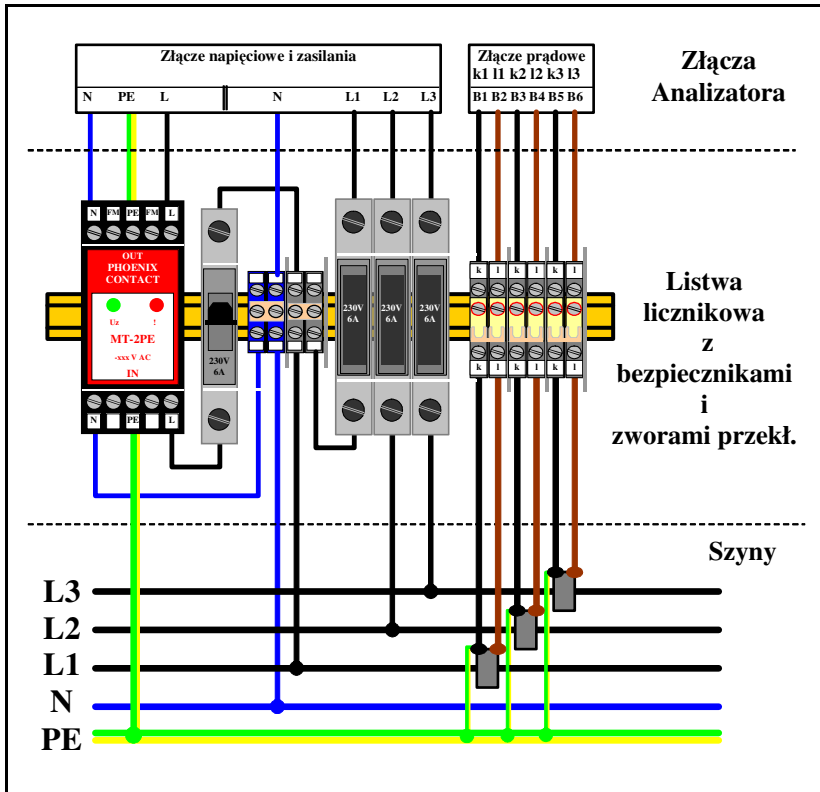 Złącze napięciowe i zasilania
N PE L N L1 L2 L3
Złącze prądowe
k1 l1 k2 l2 k3 l3
B1 B2 B3 B4 B5 B6
Złącza
Analizatora
N FM PE FM L
OUT
PHOENIX
CONTACT
Uz !
MT-2PE
-xxx V AC
IN
N PE L
230V
6A
230V
6A
230V
6A
230V
6A
k l k l k l
k l k l k l
Listwa
licznikowa
z
bezpiecznikami
i
zworami przekł.
Szyny
L3
L2
L1
N
PE